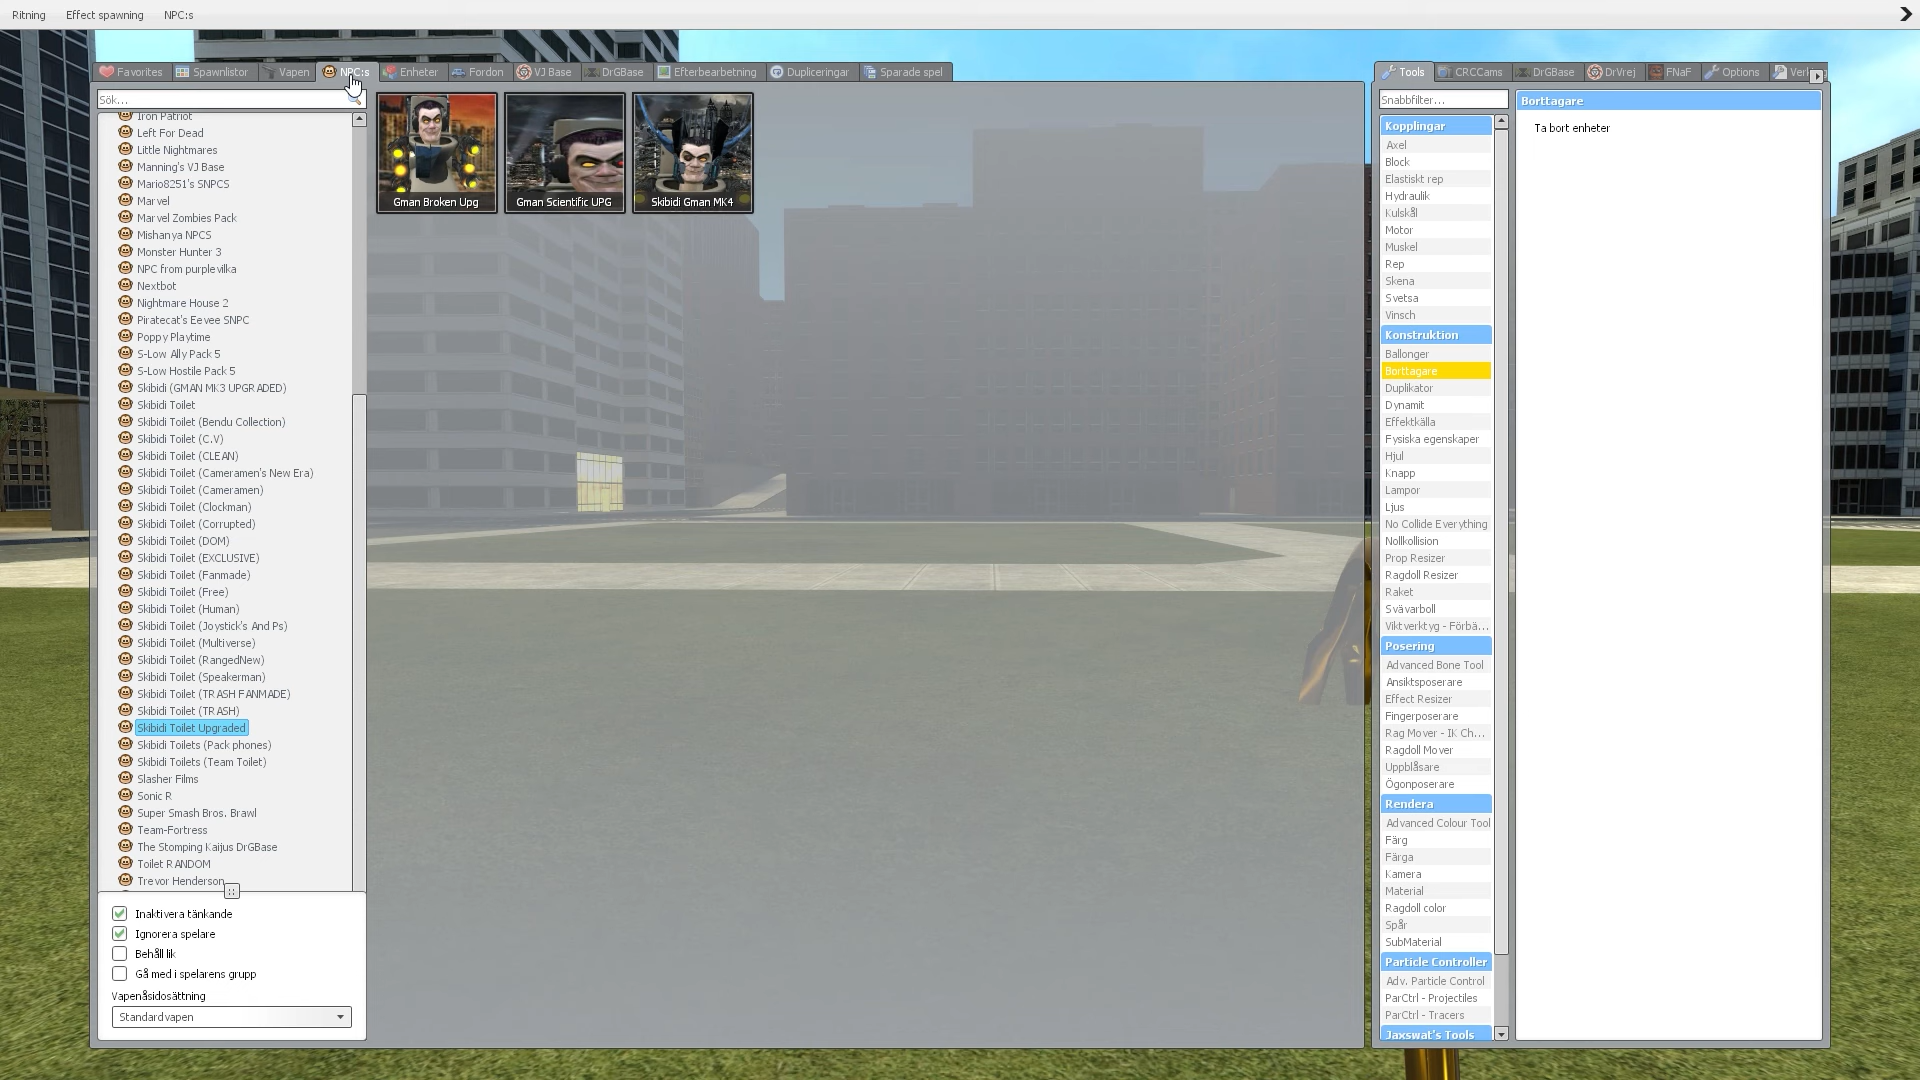 Ritning Effect spawning NPC:s
Favorites Spawnlistor Vapen NPC:s Enheter Fordon VJ Base DrGBase Efterbearbetning Dupliceringar Sparade spel
Sök...
Iron Patriot
Left For Dead
Little Nightmares
Manning's VJ Base
Mario8251's SNPCS
Marvel
Marvel Zombies Pack
Mishanya NPCS
Monster Hunter 3
NPC from purplevilka
Nextbot
Nightmare House 2
Piratecat's Eevee SNPC
Poppy Playtime
S-Low Ally Pack 5
S-Low Hostile Pack 5
Skibidi (GMAN MK3 UPGRADED)
Skibidi Toilet
Skibidi Toilet (Bendu Collection)
Skibidi Toilet (C.V)
Skibidi Toilet (CLEAN)
Skibidi Toilet (Cameramen's New Era)
Skibidi Toilet (Cameramen)
Skibidi Toilet (Clockman)
Skibidi Toilet (Corrupted)
Skibidi Toilet (DOM)
Skibidi Toilet (EXCLUSIVE)
Skibidi Toilet (Fanmade)
Skibidi Toilet (Free)
Skibidi Toilet (Human)
Skibidi Toilet (Joystick's And Ps)
Skibidi Toilet (Multiverse)
Skibidi Toilet (RangedNew)
Skibidi Toilet (Speakerman)
Skibidi Toilet (TRASH FANMADE)
Skibidi Toilet (TRASH)
Skibidi Toilet Upgraded
Skibidi Toilets (Pack phones)
Skibidi Toilets (Team Toilet)
Slasher Films
Sonic R
Super Smash Bros. Brawl
Team-Fortress
The Stomping Kaijus DrGBase
Toilet RANDOM
Trevor Henderson
Inaktivera tänkande
Ignorera spelare
Behåll lik
Gå med i spelarens grupp
Vapenåsidosättning
Standardvapen
Gman Broken Upg
Gman Scientific UPG
Skibidi Gman MK4
Tools CRCCams DrGBase DrVrej FNaF Options
Snabbfilter...
Kopplingar
Axel
Block
Elastiskt rep
Hydraulik
Kulskål
Motor
Muskel
Rep
Skena
Svetsa
Vinsch
Konstruktion
Ballonger
Borttagare
Duplikator
Dynamit
Effektkälla
Fysiska egenskaper
Hjul
Knapp
Lampor
Ljus
No Collide Everything
Nollkollision
Prop Resizer
Ragdoll Resizer
Raket
Svävarboll
Viktverktyg - Förbä...
Posering
Advanced Bone Tool
Ansiktsposerare
Effect Resizer
Fingerposerare
Rag Mover - IK Ch...
Ragdoll Mover
Uppblåsare
Ögonposerare
Rendera
Advanced Colour Tool
Färg
Färga
Kamera
Material
Ragdoll color
Spår
SubMaterial
Particle Controller
Adv. Particle Control
ParCtrl - Projectiles
ParCtrl - Tracers
Jaxswat's Tools
Borttagare
Ta bort enheter